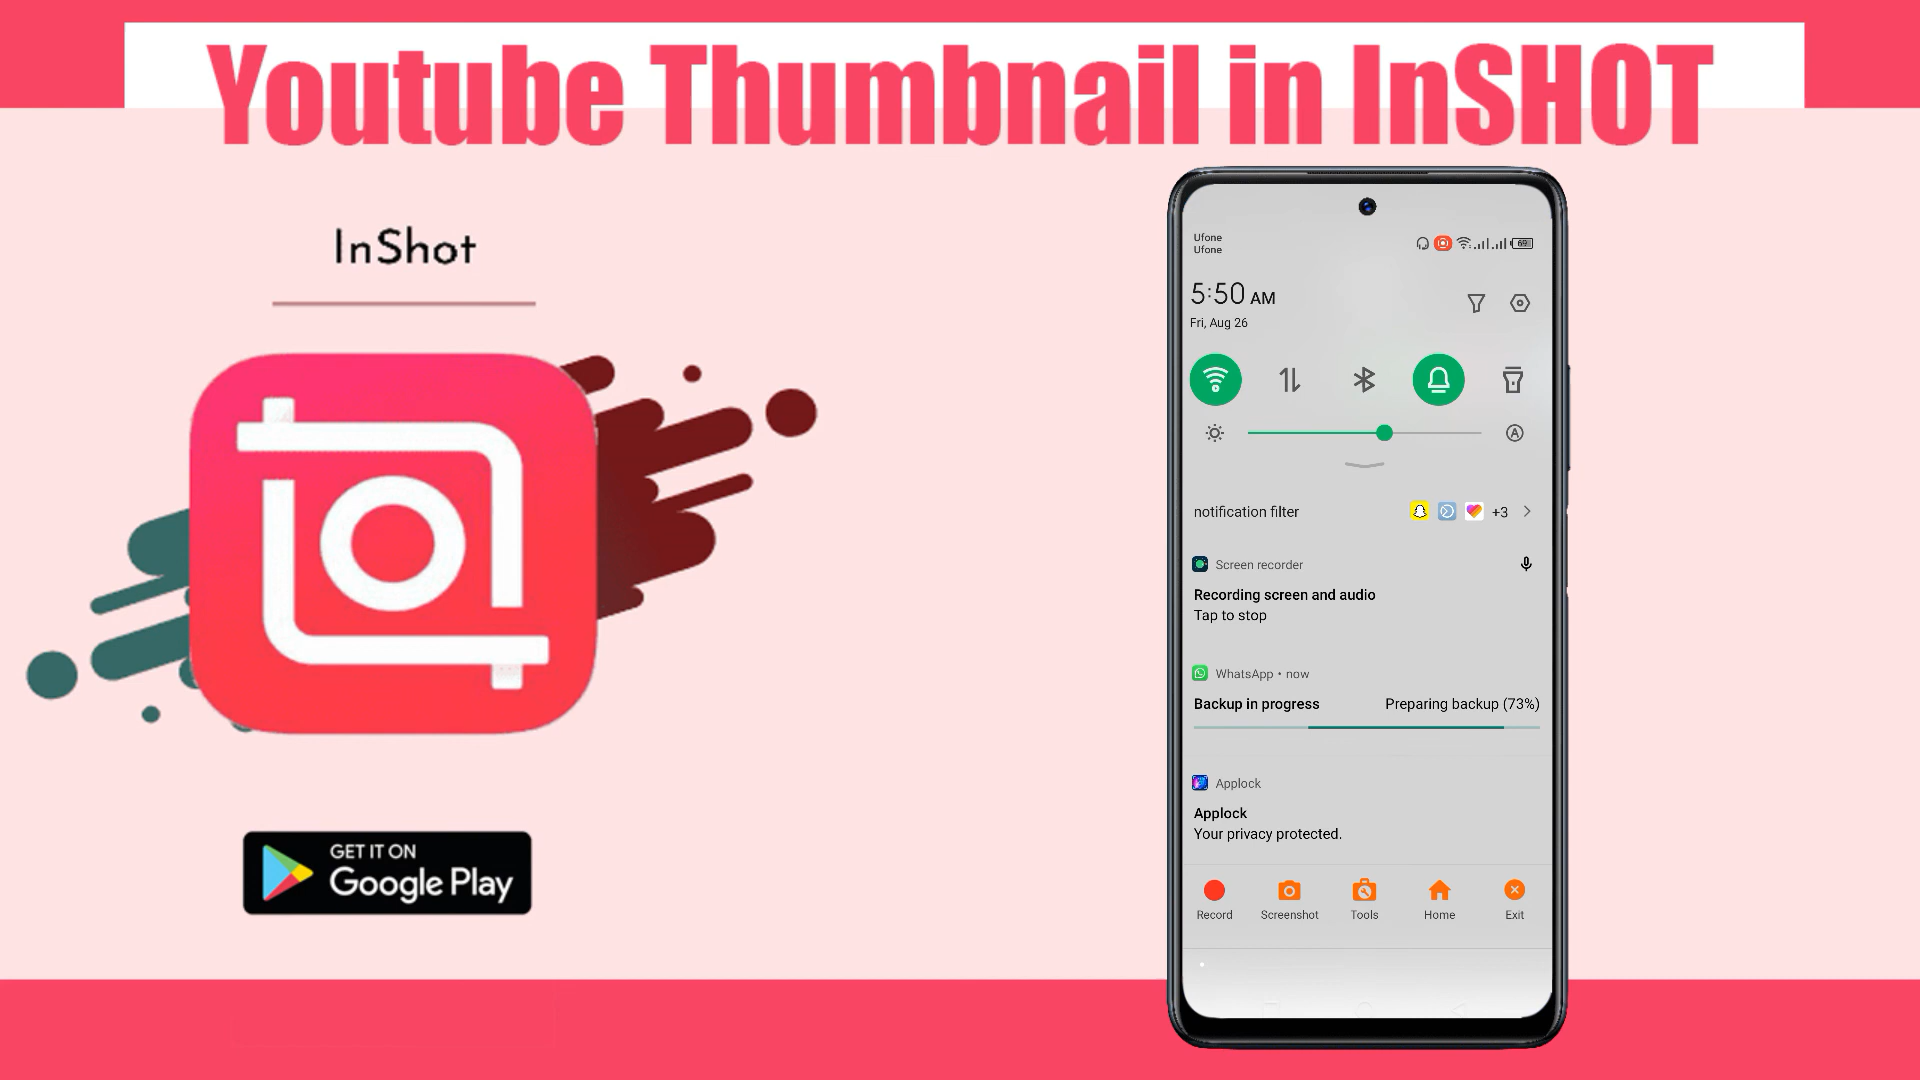 Youtube Thumbnail in InSHOT
InShot
GET IT ON
Google Play
Ufone
Ufone
69
5:50 AM
Fri, Aug 26
A
notification filter
+3
Screen recorder
Recording screen and audio
Tap to stop
WhatsApp • now
Backup in progress
Preparing backup (73%)
Applock
Applock
Your privacy protected.
Record
Screenshot
Tools
Home
Exit